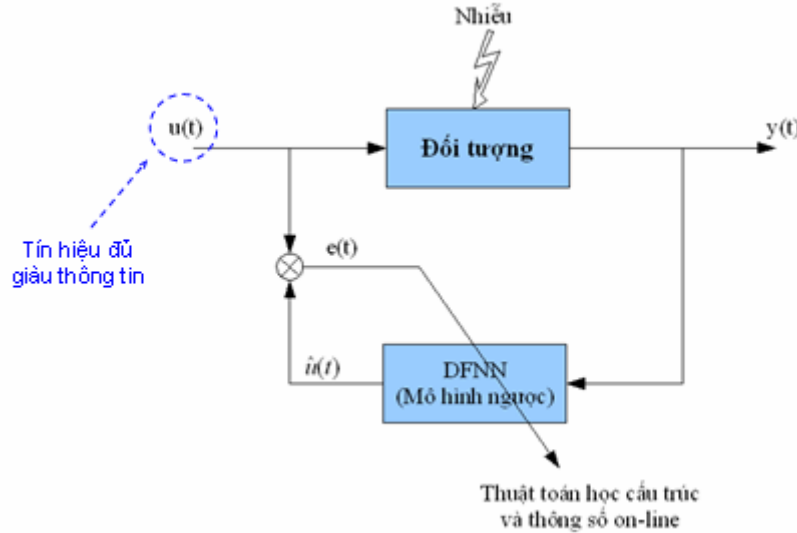 Nhiễu
u(t)
Đối tượng
y(t)
Tín hiệu đủ
giàu thông tin
e(t)
û(t)
DFNN
(Mô hình ngược)
Thuật toán học cấu trúc
và thông số on-line